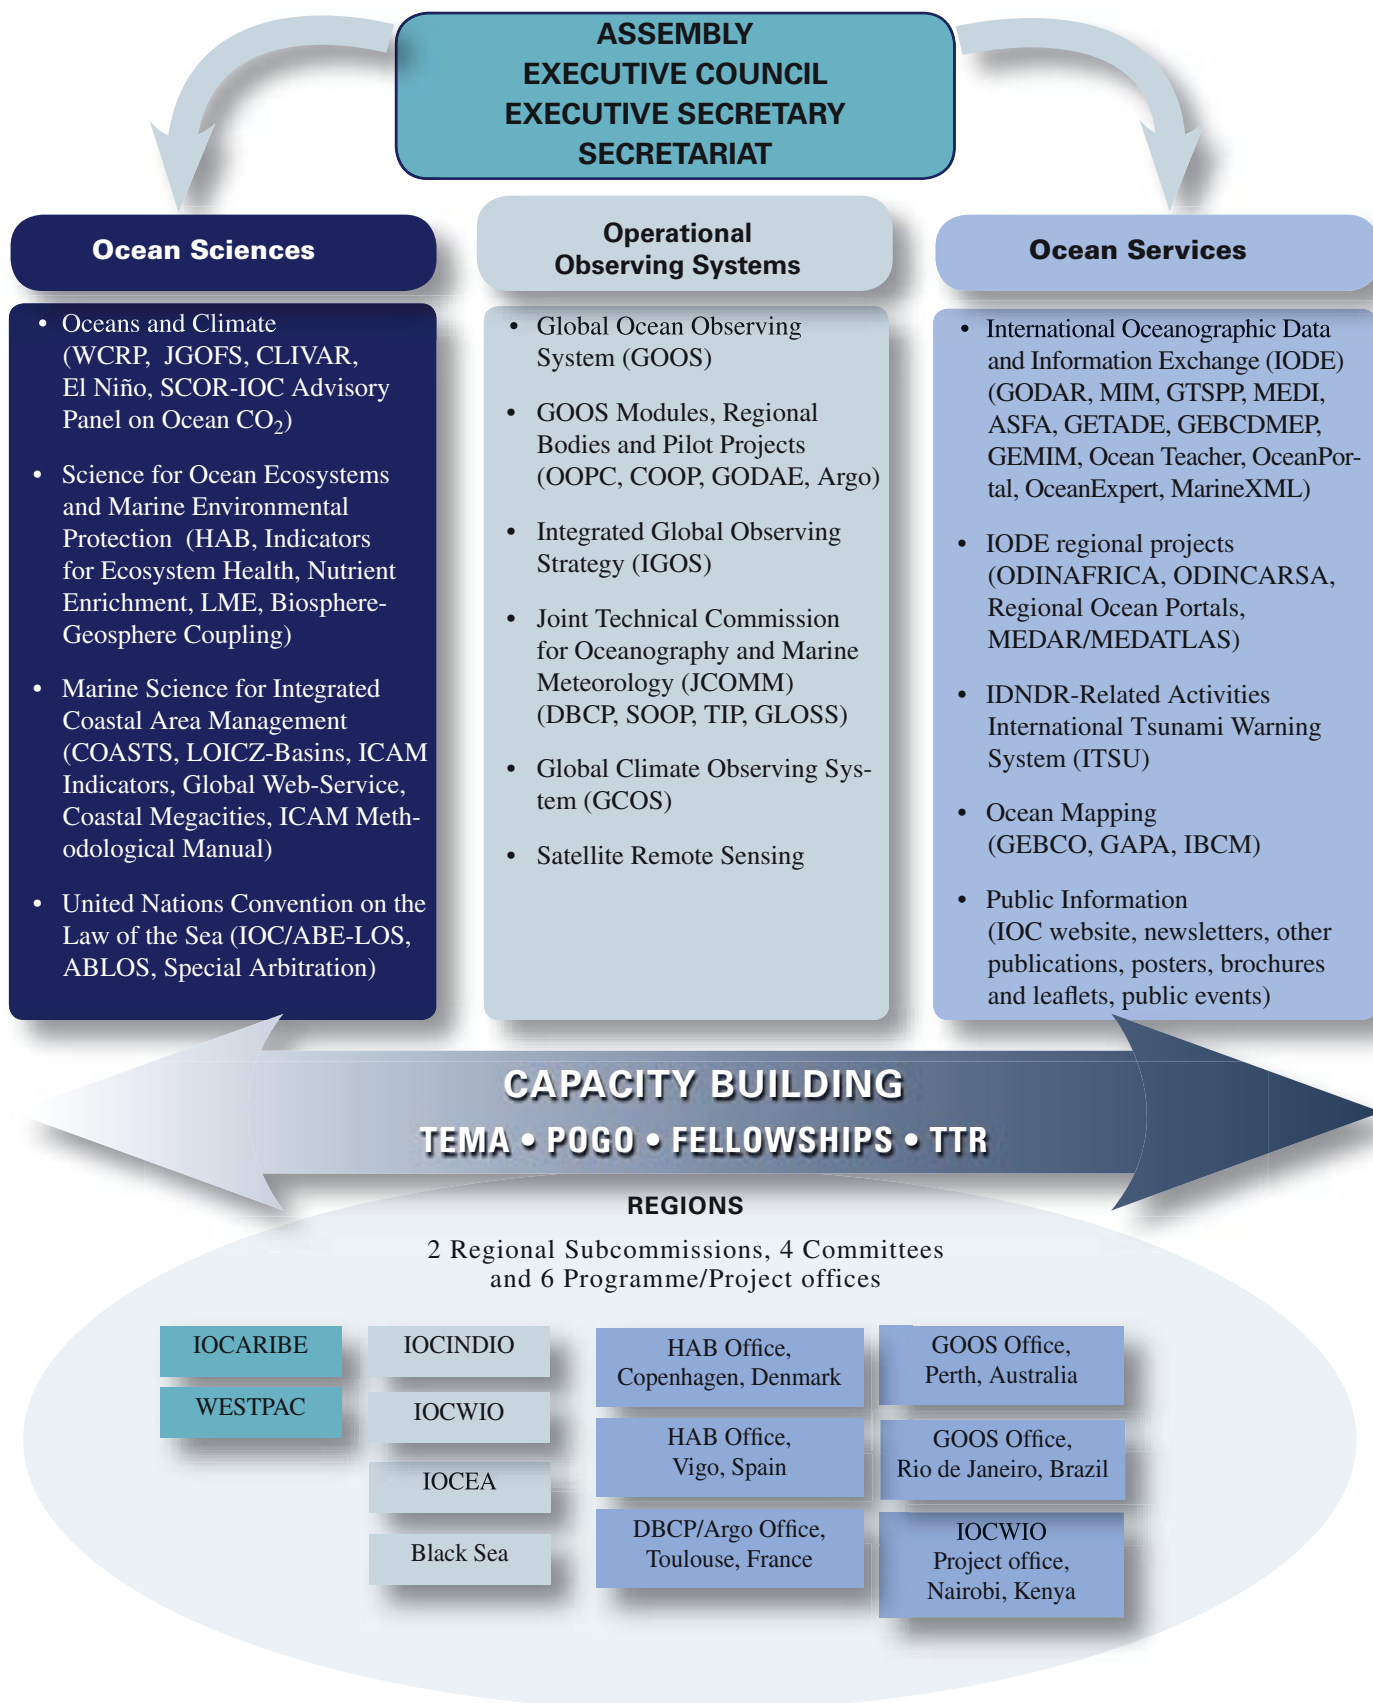 ASSEMBLY
EXECUTIVE COUNCIL
EXECUTIVE SECRETARY
SECRETARIAT
Ocean Sciences
• Oceans and Climate
(WCRP, JGOFS, CLIVAR,
El Niño, SCOR-IOC Advisory
Panel on Ocean CO₂)
• Science for Ocean Ecosystems
and Marine Environmental
Protection (HAB, Indicators
for Ecosystem Health, Nutrient
Enrichment, LME, Biosphere-
Geosphere Coupling)
• Marine Science for Integrated
Coastal Area Management
(COASTS, LOICZ-Basins, ICAM
Indicators, Global Web-Service,
Coastal Megacities, ICAM Meth-
odological Manual)
• United Nations Convention on the
Law of the Sea (IOC/ABE-LOS,
ABLOS, Special Arbitration)
Operational
Observing Systems
• Global Ocean Observing
System (GOOS)
• GOOS Modules, Regional
Bodies and Pilot Projects
(OOPC, COOP, GODAE, Argo)
• Integrated Global Observing
Strategy (IGOS)
• Joint Technical Commission
for Oceanography and Marine
Meteorology (JCOMM)
(DBCP, SOOP, TIP, GLOSS)
• Global Climate Observing Sys-
tem (GCOS)
• Satellite Remote Sensing
Ocean Services
• International Oceanographic Data
and Information Exchange (IODE)
(GODAR, MIM, GTSPP, MEDI,
ASFA, GETADE, GEBCDMEP,
GEMIM, Ocean Teacher, OceanPor-
tal, OceanExpert, MarineXML)
• IODE regional projects
(ODINAFRICA, ODINCARSA,
Regional Ocean Portals,
MEDAR/MEDATLAS)
• IDNDR-Related Activities
International Tsunami Warning
System (ITSU)
• Ocean Mapping
(GEBCO, GAPA, IBCM)
• Public Information
(IOC website, newsletters, other
publications, posters, brochures
and leaflets, public events)
CAPACITY BUILDING
TEMA • POGO • FELLOWSHIPS • TTR
REGIONS
2 Regional Subcommissions, 4 Committees
and 6 Programme/Project offices
IOCARIBE
WESTPAC
IOCINDIO
IOCWIO
IOCEA
Black Sea
HAB Office,
Copenhagen, Denmark
HAB Office,
Vigo, Spain
DBCP/Argo Office,
Toulouse, France
GOOS Office,
Perth, Australia
GOOS Office,
Rio de Janeiro, Brazil
IOCWIO
Project office,
Nairobi, Kenya